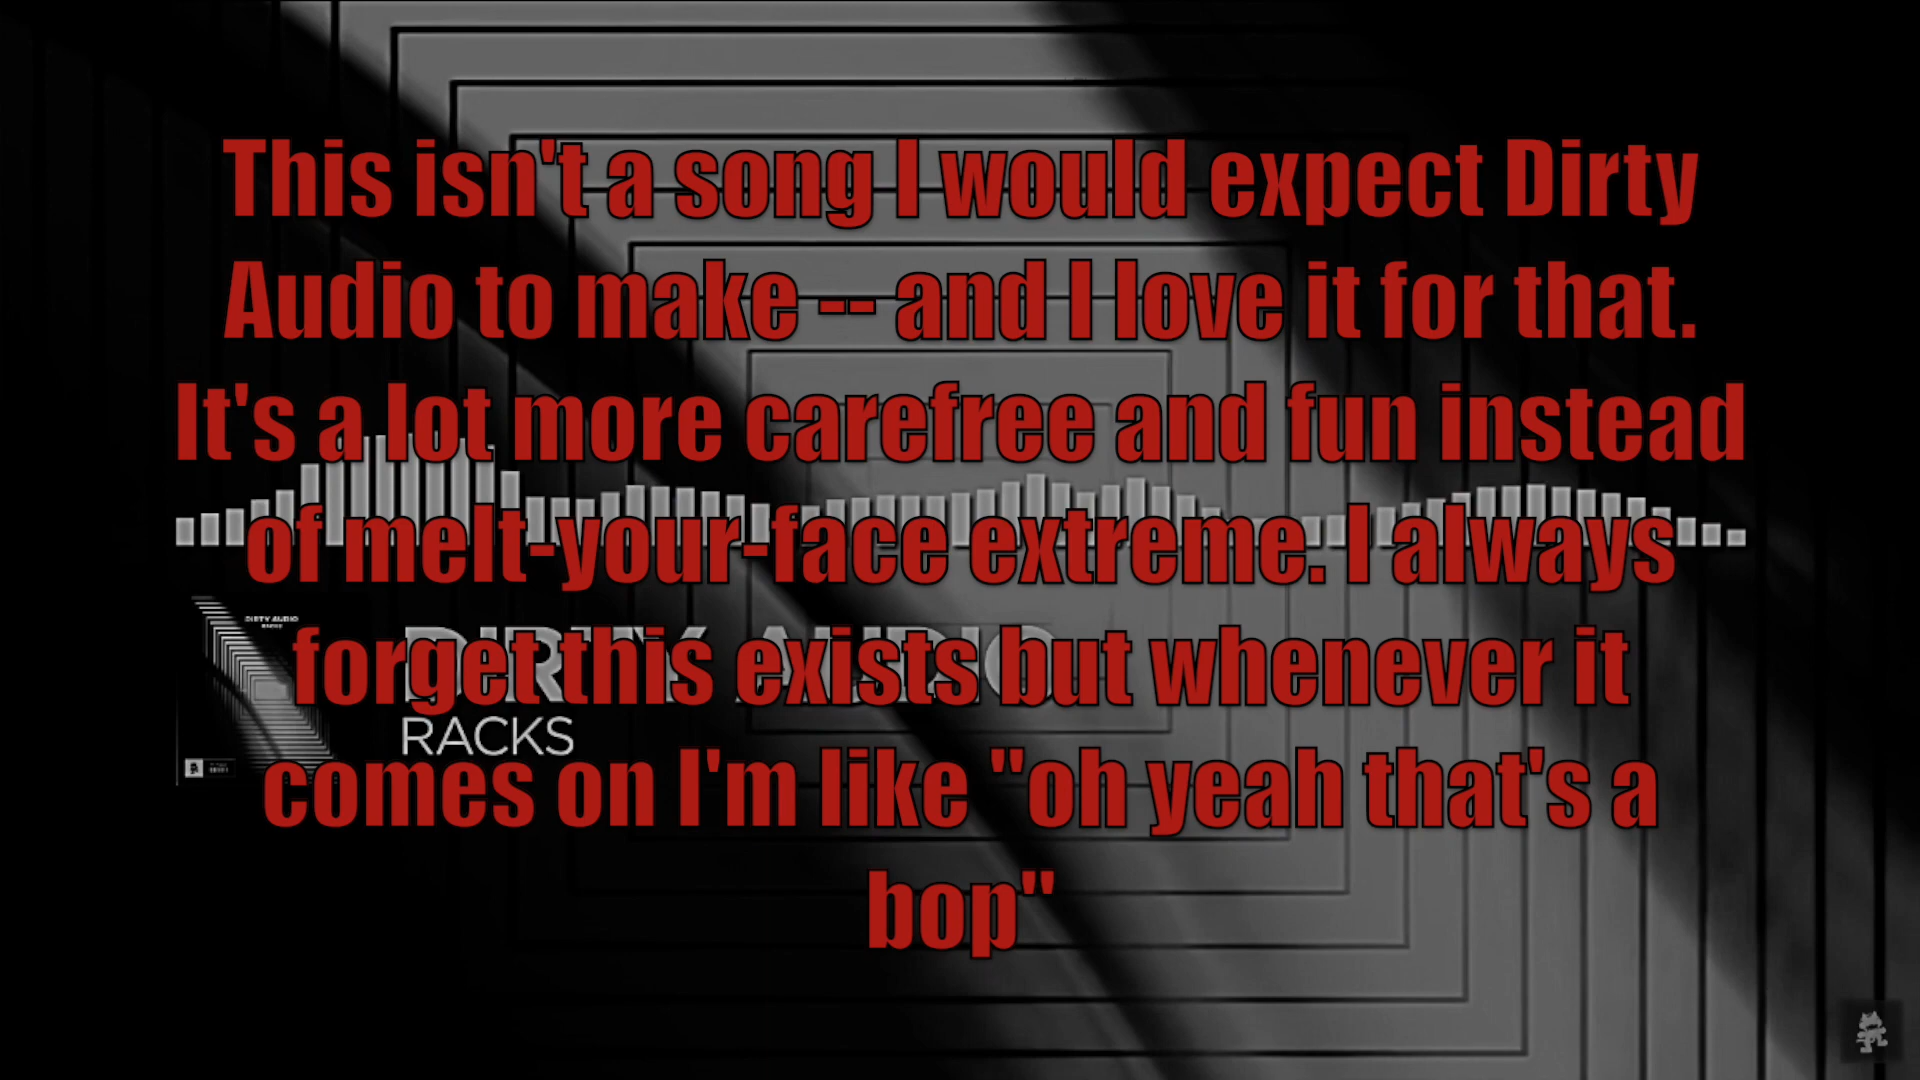 This isn't a song I would expect Dirty
Audio to make -- and I love it for that.
It's a lot more carefree and fun instead
of melt-your-face extreme. I always
DIRTY AUDIO
forget this exists but whenever it
DIRTY AUDIO
RACKS
comes on I'm like "oh yeah that's a
bop"